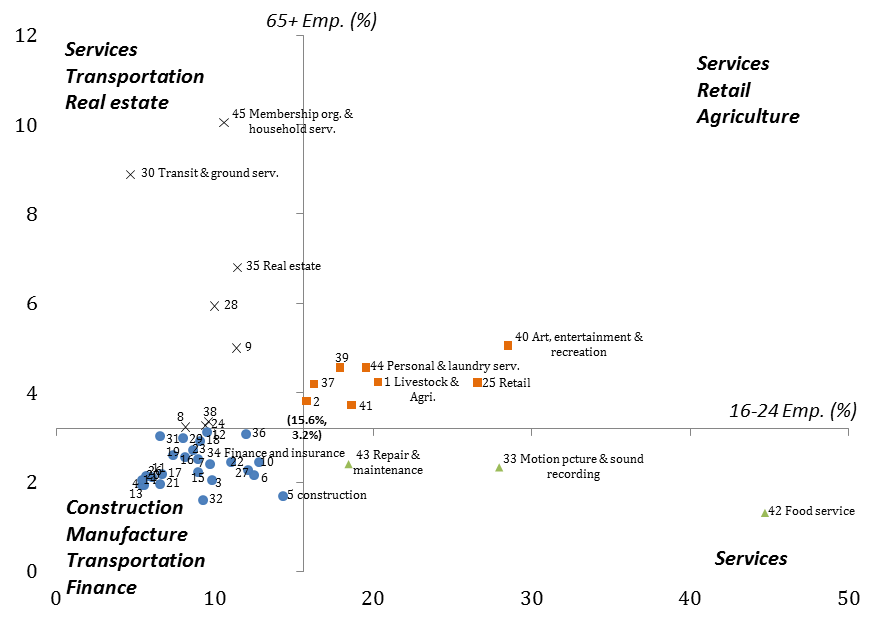 65+ Emp. (%)
12
Services
Transportation
Real estate
Services
Retail
Agriculture
10
45 Membership org. &
household serv.
30 Transit & ground serv.
8
35 Real estate
6
28
9
40 Art, entertainment &
recreation
39
44 Personal & laundry serv.
4
37
1 Livestock &
Agri.
25 Retail
2
41
16-24 Emp. (%)
8
38
24
(15.6%,
3.2%)
12
36
31
29
18
19
23
34 Finance and insurance
16
7
22
10
43 Repair &
maintenance
33 Motion pcture & sound
recording
2
11
17
15
27
6
4
21
3
13
32
5 construction
42 Food service
Construction
Manufacture
Transportation
Finance
Services
0
0
10
20
30
40
50